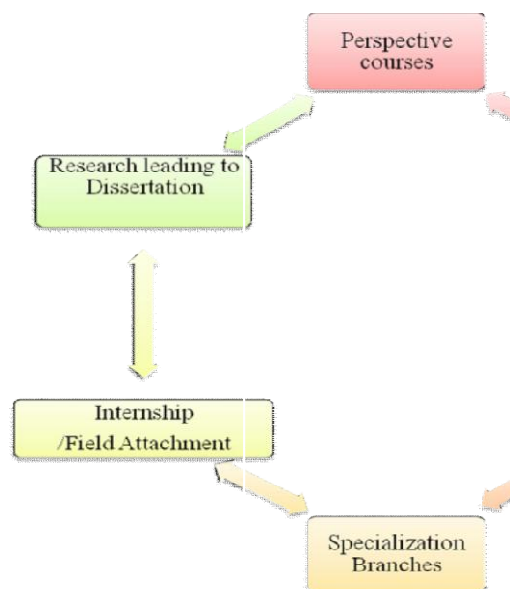 Perspective
courses
Research leading to
Dissertation
Internship
/Field Attachment
Specialization
Branches